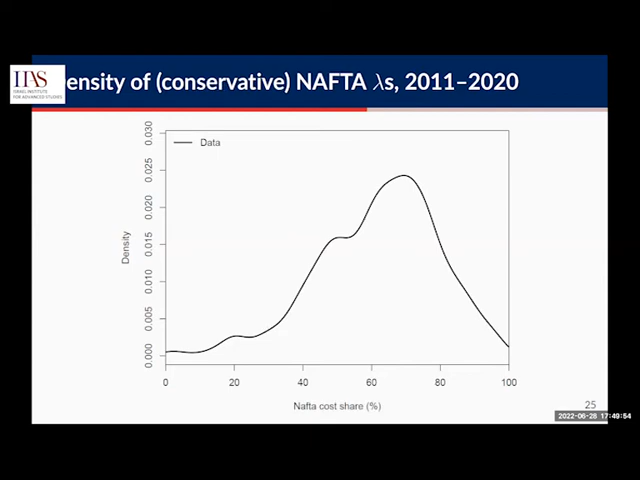 IIAS
ISRAEL INSTITUTE
FOR ADVANCED STUDIES
ensity of (conservative) NAFTA λs, 2011–2020
Data
Density
0.000
0.005
0.010
0.015
0.020
0.025
0.030
0
20
40
60
80
100
Nafta cost share (%)
25
2022-06-28 17:49:54